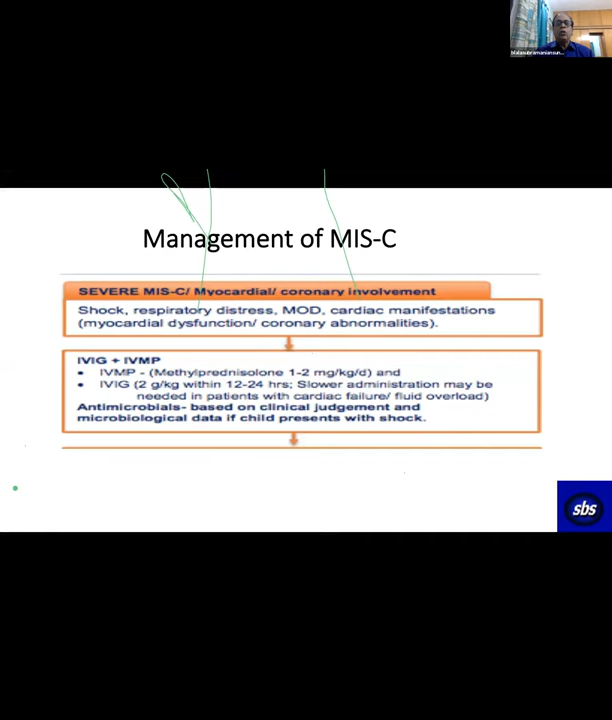 blalasubramaniansun...
Management of MIS-C
SEVERE MIS-C/ Myocardial/ coronary involvement
Shock, respiratory distress, MOD, cardiac manifestations
(myocardial dysfunction/ coronary abnormalities).
IVIG + IVMP
• IVMP - (Methylprednisolone 1-2 mg/kg/d) and
• IVIG (2 g/kg within 12-24 hrs; Slower administration may be
needed in patients with cardiac failure/ fluid overload)
Antimicrobials- based on clinical judgement and
microbiological data if child presents with shock.
sbs